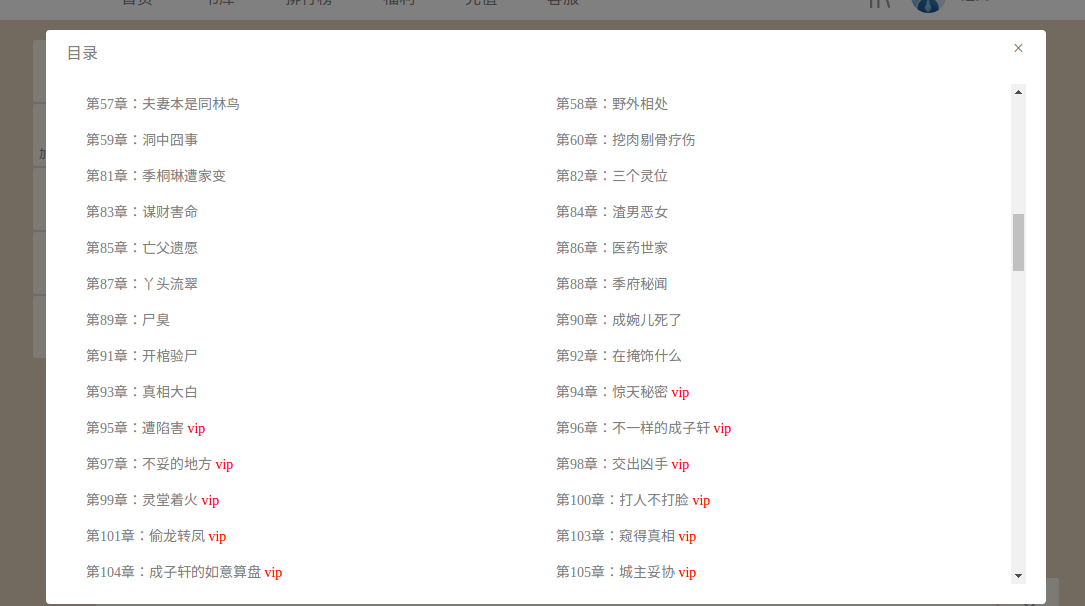 首页 书库 排行榜 福利 充值 客服
目录 ×
第57章：夫妻本是同林鸟 第58章：野外相处
第59章：洞中囧事 第60章：挖肉剔骨疗伤
第81章：季桐琳遭家变 第82章：三个灵位
第83章：谋财害命 第84章：渣男恶女
第85章：亡父遗愿 第86章：医药世家
第87章：丫头流翠 第88章：季府秘闻
第89章：尸臭 第90章：成婉儿死了
第91章：开棺验尸 第92章：在掩饰什么
第93章：真相大白 第94章：惊天秘密 vip
第95章：遭陷害 vip 第96章：不一样的成子轩 vip
第97章：不妥的地方 vip 第98章：交出凶手 vip
第99章：灵堂着火 vip 第100章：打人不打脸 vip
第101章：偷龙转凤 vip 第103章：窥得真相 vip
第104章：成子轩的如意算盘 vip 第105章：城主妥协 vip